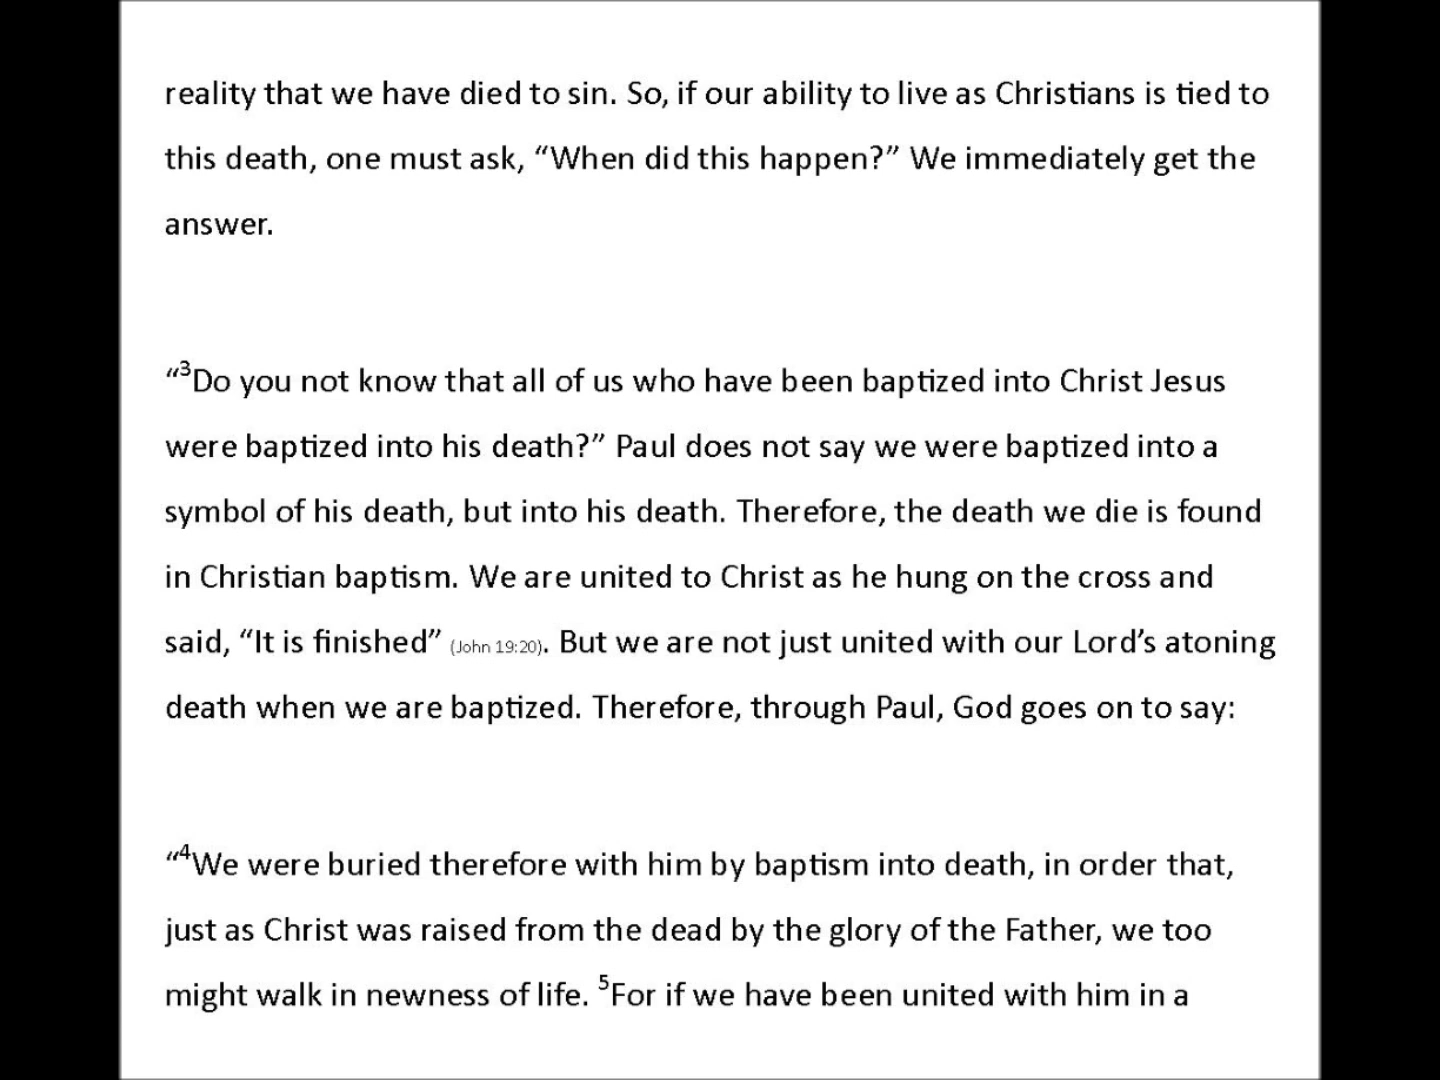 reality that we have died to sin. So, if our ability to live as Christians is tied to
this death, one must ask, “When did this happen?” We immediately get the
answer.
“³Do you not know that all of us who have been baptized into Christ Jesus
were baptized into his death?” Paul does not say we were baptized into a
symbol of his death, but into his death. Therefore, the death we die is found
in Christian baptism. We are united to Christ as he hung on the cross and
said, “It is finished” (John 19:20). But we are not just united with our Lord’s atoning
death when we are baptized. Therefore, through Paul, God goes on to say:
“⁴We were buried therefore with him by baptism into death, in order that,
just as Christ was raised from the dead by the glory of the Father, we too
might walk in newness of life. ⁵For if we have been united with him in a